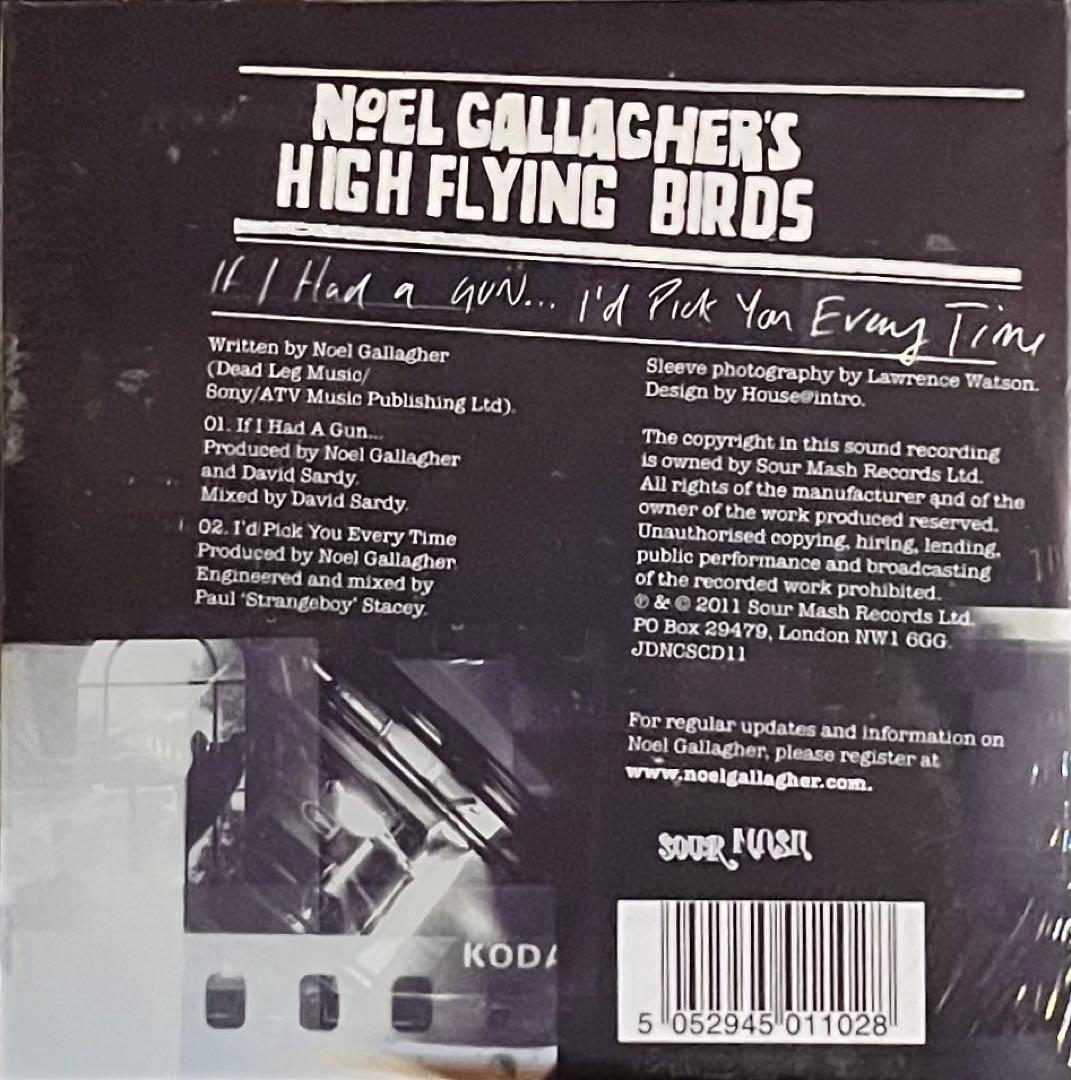 NOEL GALLAGHER'S
HIGH FLYING BIRDS
If I Had a GUN... I'd Pick You Every Time
Written by Noel Gallagher
(Dead Leg Music/
Sony/ATV Music Publishing Ltd).
01. If I Had A Gun...
Produced by Noel Gallagher
and David Sardy.
Mixed by David Sardy.
02. I'd Pick You Every Time
Produced by Noel Gallagher
Engineered and mixed by
Paul 'Strangeboy' Stacey.
Sleeve photography by Lawrence Watson.
Design by House@intro.
The copyright in this sound recording
is owned by Sour Mash Records Ltd.
All rights of the manufacturer and of the
owner of the work produced reserved.
Unauthorised copying, hiring, lending,
public performance and broadcasting
of the recorded work prohibited.
℗ & © 2011 Sour Mash Records Ltd.
PO Box 29479, London NW1 6GG.
JDNCSCD11
For regular updates and information on
Noel Gallagher, please register at
www.noelgallagher.com.
SOUR MASH
KODA
5 052945 011028